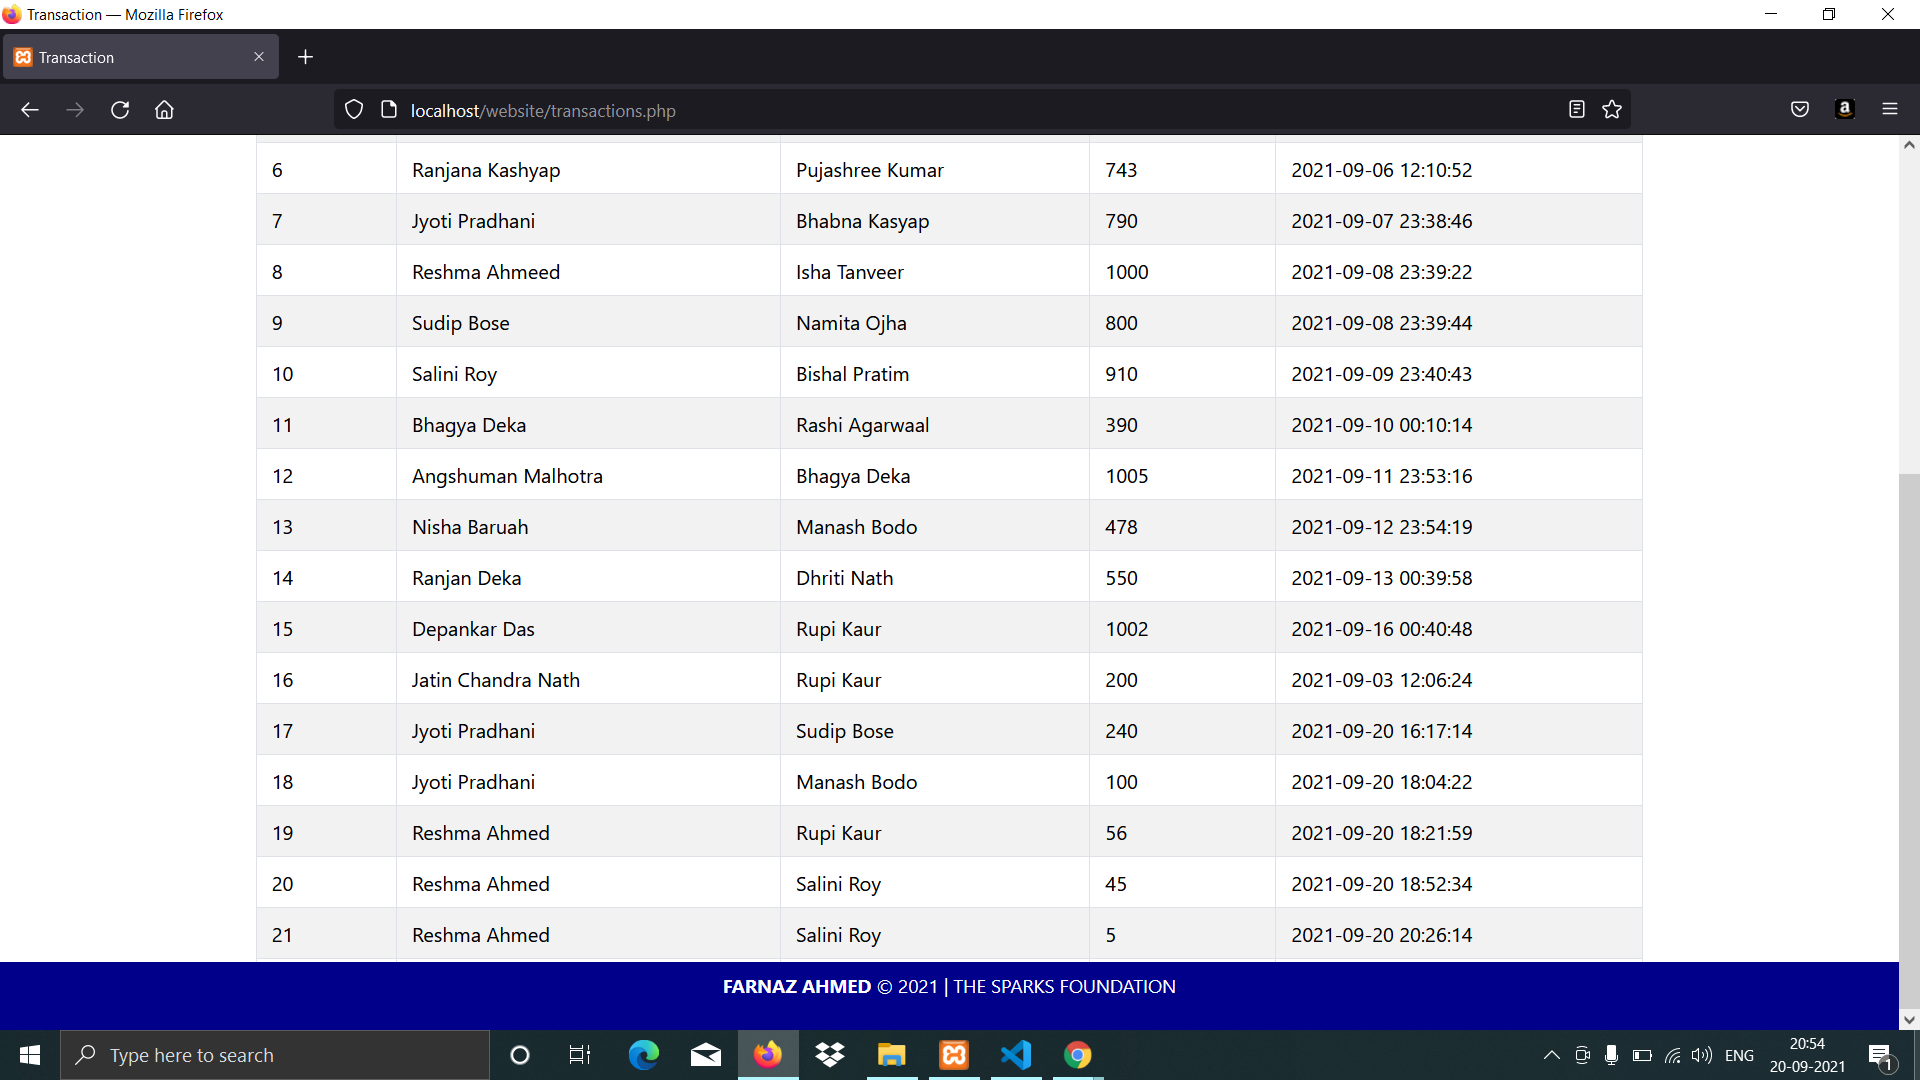 Transaction — Mozilla Firefox
Transaction
localhost/website/transactions.php
6 Ranjana Kashyap Pujashree Kumar 743 2021-09-06 12:10:52
7 Jyoti Pradhani Bhabna Kasyap 790 2021-09-07 23:38:46
8 Reshma Ahmeed Isha Tanveer 1000 2021-09-08 23:39:22
9 Sudip Bose Namita Ojha 800 2021-09-08 23:39:44
10 Salini Roy Bishal Pratim 910 2021-09-09 23:40:43
11 Bhagya Deka Rashi Agarwaal 390 2021-09-10 00:10:14
12 Angshuman Malhotra Bhagya Deka 1005 2021-09-11 23:53:16
13 Nisha Baruah Manash Bodo 478 2021-09-12 23:54:19
14 Ranjan Deka Dhriti Nath 550 2021-09-13 00:39:58
15 Depankar Das Rupi Kaur 1002 2021-09-16 00:40:48
16 Jatin Chandra Nath Rupi Kaur 200 2021-09-03 12:06:24
17 Jyoti Pradhani Sudip Bose 240 2021-09-20 16:17:14
18 Jyoti Pradhani Manash Bodo 100 2021-09-20 18:04:22
19 Reshma Ahmed Rupi Kaur 56 2021-09-20 18:21:59
20 Reshma Ahmed Salini Roy 45 2021-09-20 18:52:34
21 Reshma Ahmed Salini Roy 5 2021-09-20 20:26:14
FARNAZ AHMED © 2021 | THE SPARKS FOUNDATION
Type here to search
ENG
20:54
20-09-2021
1